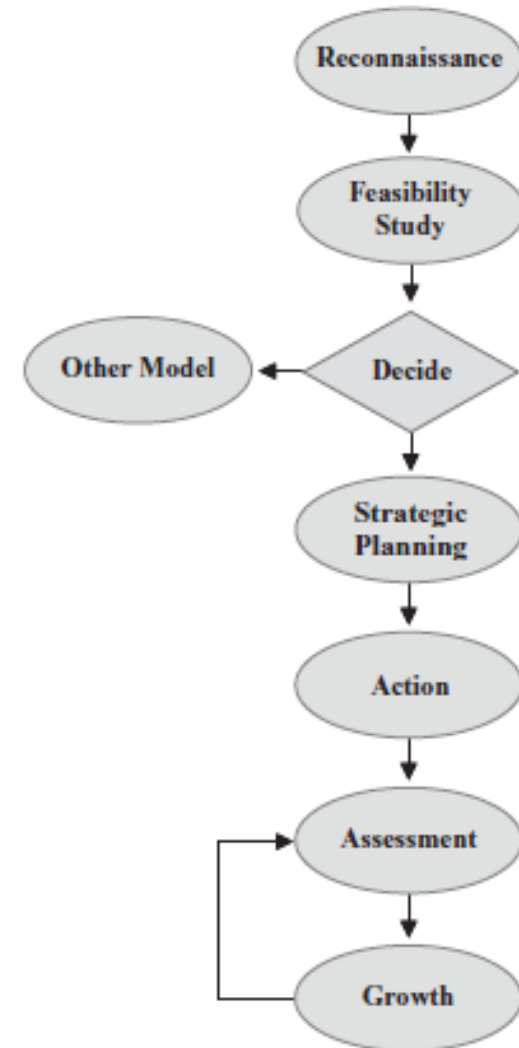 Reconnaissance
Feasibility
Study
Other Model
Decide
Strategic
Planning
Action
Assessment
Growth